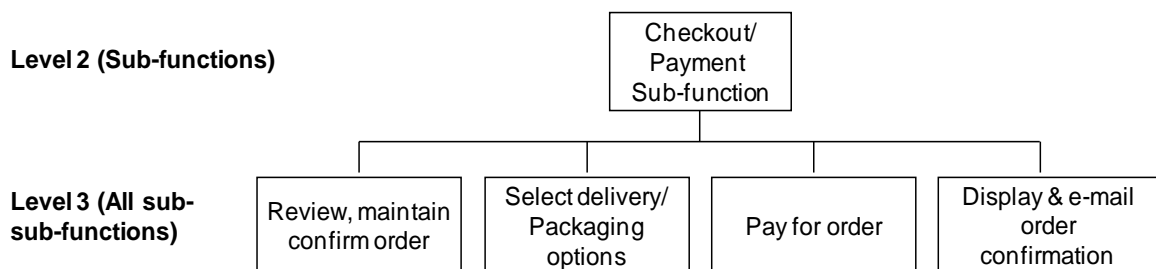 Level 2 (Sub-functions)
Checkout/
Payment
Sub-function
Level 3 (All sub-
sub-functions)
Review, maintain
confirm order
Select delivery/
Packaging
options
Pay for order
Display & e-mail
order
confirmation